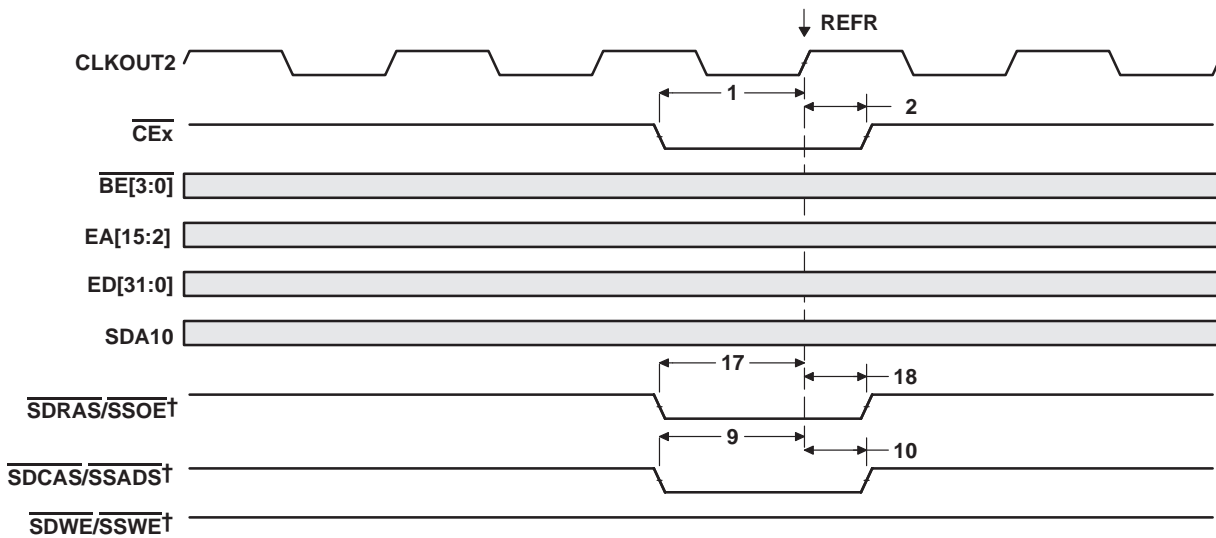 REFR
CLKOUT2
1
2
CEx
BE[3:0]
EA[15:2]
ED[31:0]
SDA10
17
18
SDRAS/SSOE†
9
10
SDCAS/SSADS†
SDWE/SSWE†